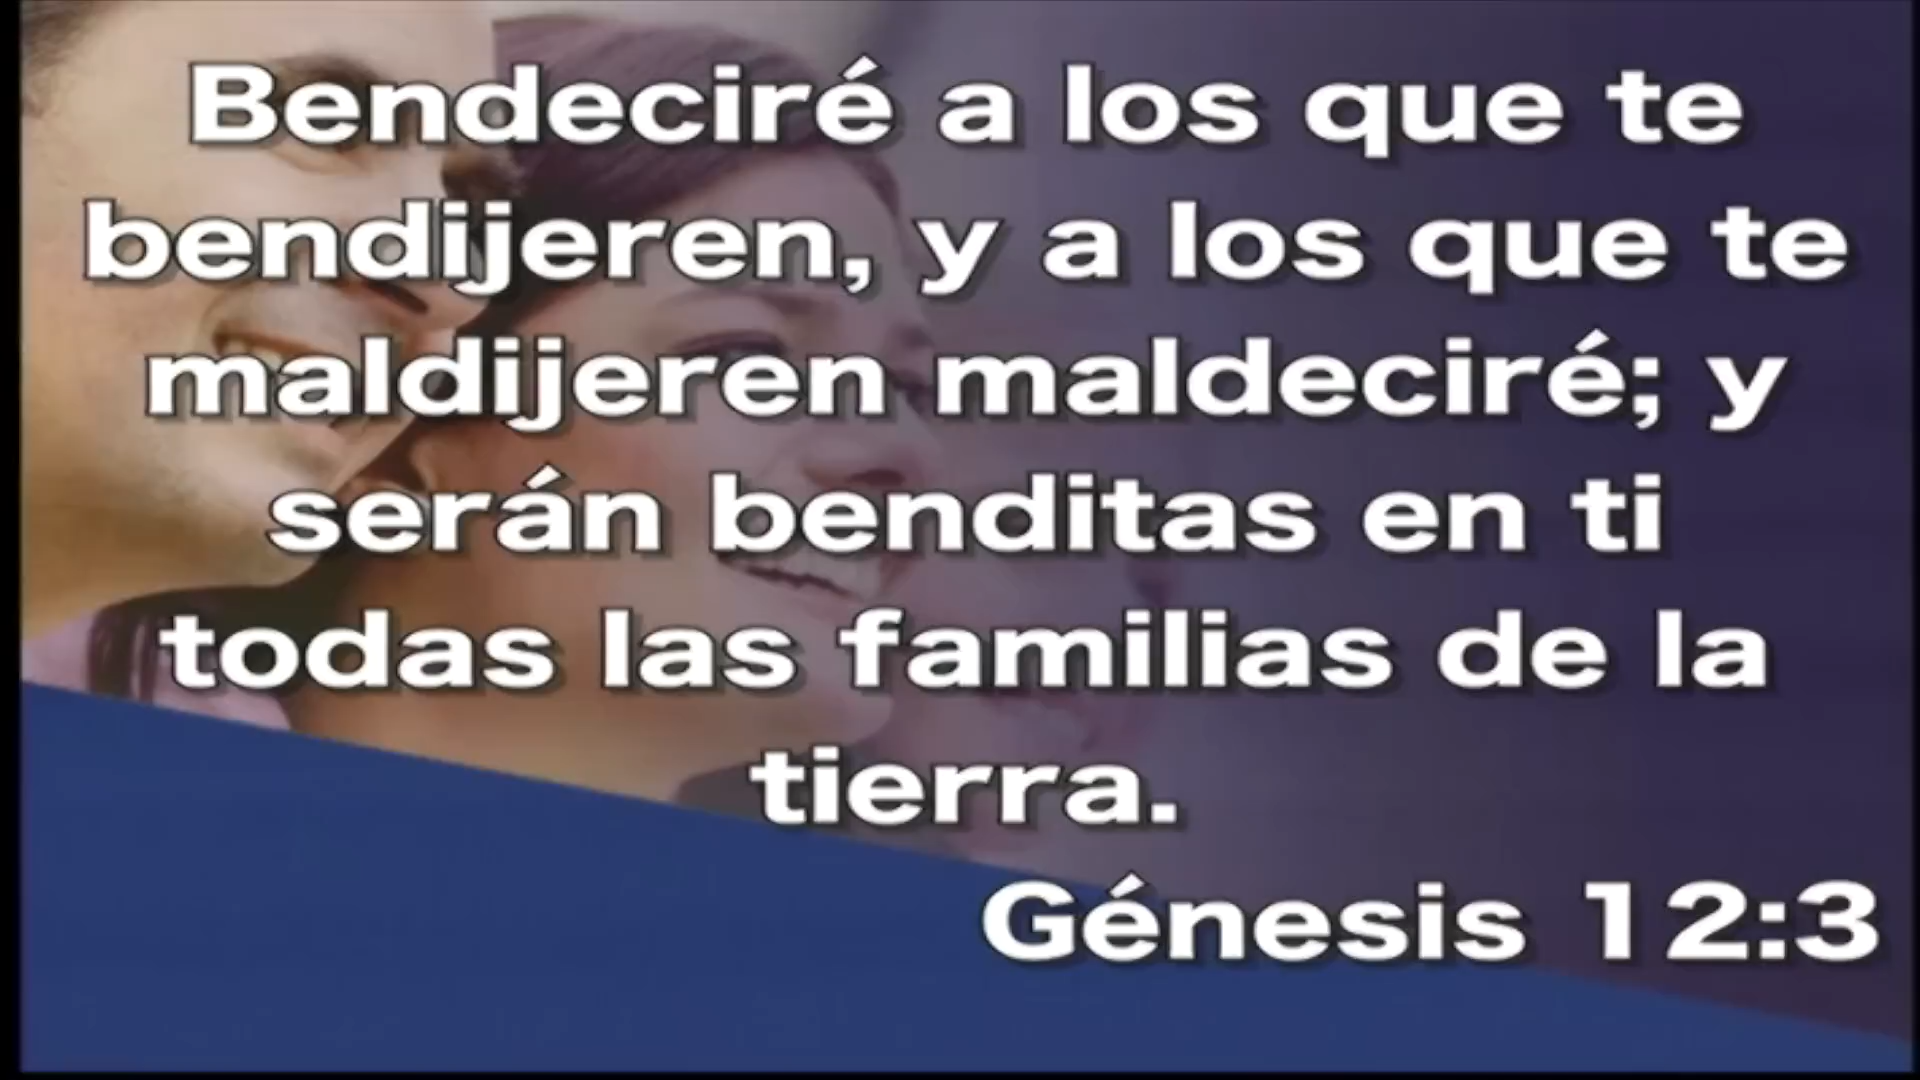 Bendeciré a los que te
bendijeren, y a los que te
maldijeren maldeciré; y
serán benditas en ti
todas las familias de la
tierra.
Génesis 12:3